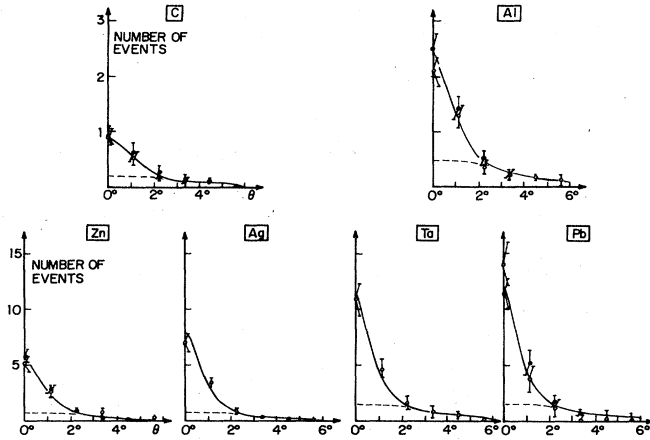 C
Al
3
NUMBER OF
EVENTS
2
1
0° 2° 4° θ
0° 2° 4° 6°
Zn
Ag
Ta
Pb
15
NUMBER OF
EVENTS
10
5
0° 2° 4° θ
0° 2° 4° 6°
0° 2° 4° 6°
0° 2° 4° 6°